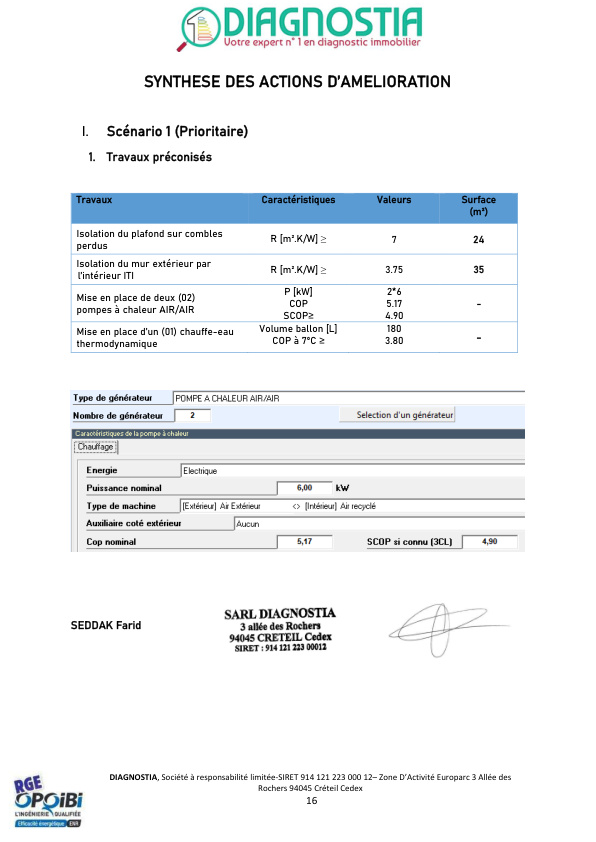 DIAGNOSTIA
Votre expert n°1 en diagnostic immobilier
SYNTHESE DES ACTIONS D'AMELIORATION
I. Scénario 1 (Prioritaire)
1. Travaux préconisés
Travaux Caractéristiques Valeurs Surface
(m²)
Isolation du plafond sur combles
perdus
R [m².K/W] ≥ 7 24
Isolation du mur extérieur par
l'intérieur ITI
R [m².K/W] ≥ 3.75 35
Mise en place de deux (02)
pompes à chaleur AIR/AIR
P [kW] 2*6
COP 5.17
SCOP≥ 4.90
-
Mise en place d'un (01) chauffe-eau
thermodynamique
Volume ballon [L] 180
COP à 7°C ≥ 3.80
-
Type de générateur POMPE A CHALEUR AIR/AIR
Nombre de générateur 2 Selection d'un générateur
Caractéristiques de la pompe à chaleur
Chauffage
Energie Electrique
Puissance nominal 6,00 kW
Type de machine [Extérieur] Air Extérieur <> [Intérieur] Air recyclé
Auxiliaire coté extérieur Aucun
Cop nominal 5,17 SCOP si connu (3CL) 4,90
SEDDAK Farid
SARL DIAGNOSTIA
3 allée des Rochers
94045 CRETEIL Cedex
SIRET : 914 121 223 00012
RGE
OPQIBI
L'INGÉNIERIE QUALIFIÉE
Efficacité énergétique ENR
DIAGNOSTIA, Société à responsabilité limitée-SIRET 914 121 223 000 12– Zone D'Activité Europarc 3 Allée des
Rochers 94045 Créteil Cedex
16